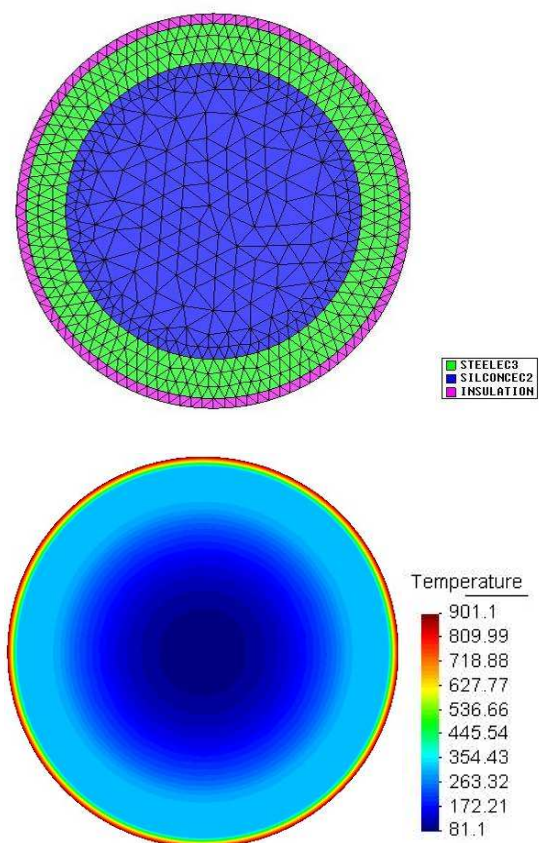 STEELEC3
SILCONCEC2
INSULATION
Temperature
901.1
809.99
718.88
627.77
536.66
445.54
354.43
263.32
172.21
81.1